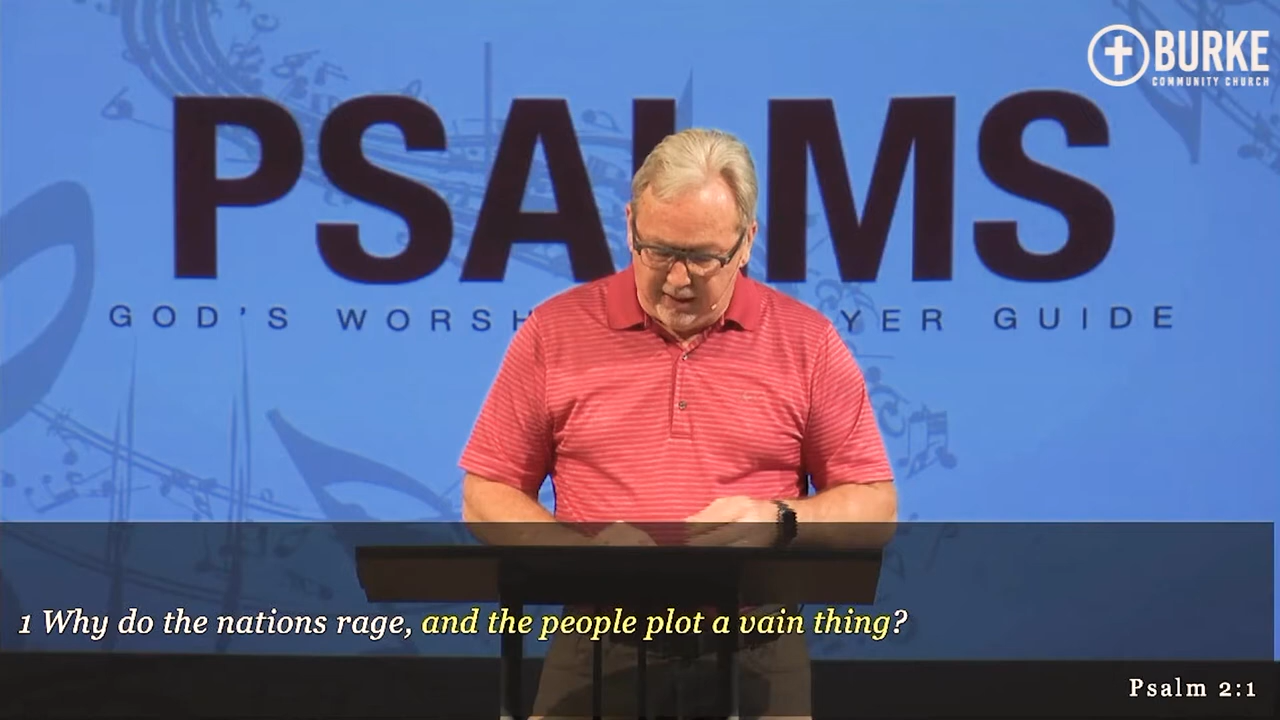 BURKE
COMMUNITY CHURCH
PSALMS
GOD'S WORSH YER GUIDE
1 Why do the nations rage, and the people plot a vain thing?
Psalm 2:1